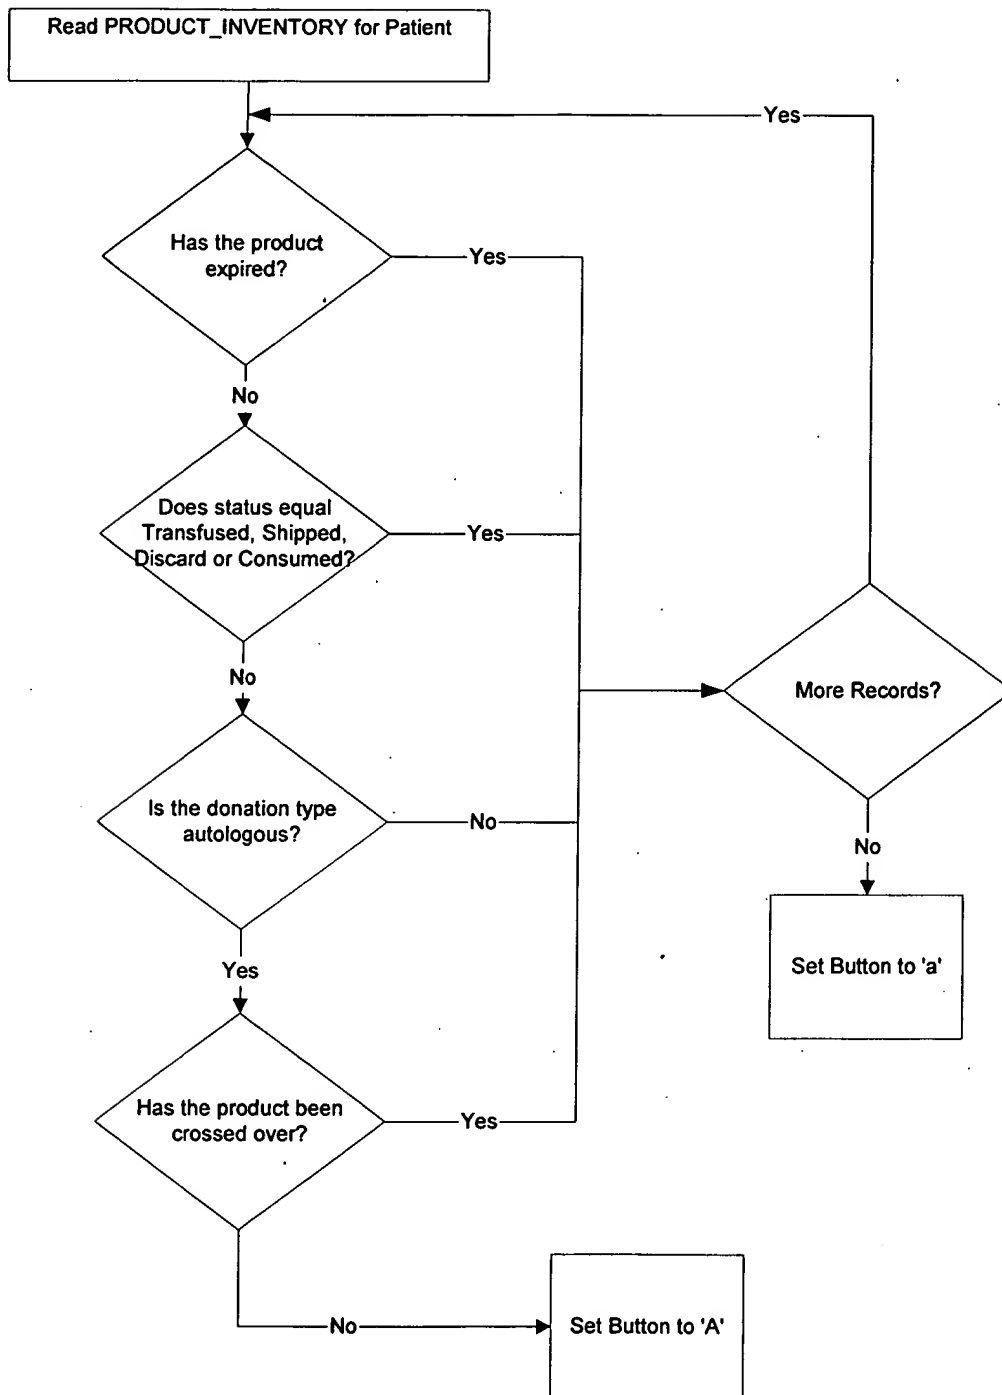 Read PRODUCT_INVENTORY for Patient
Yes
Has the product
expired?
Yes
No
Does status equal
Transfused, Shipped,
Discard or Consumed?
Yes
No
More Records?
Is the donation type
autologous?
No
No
Yes
Set Button to 'a'
Has the product been
crossed over?
Yes
No
Set Button to 'A'